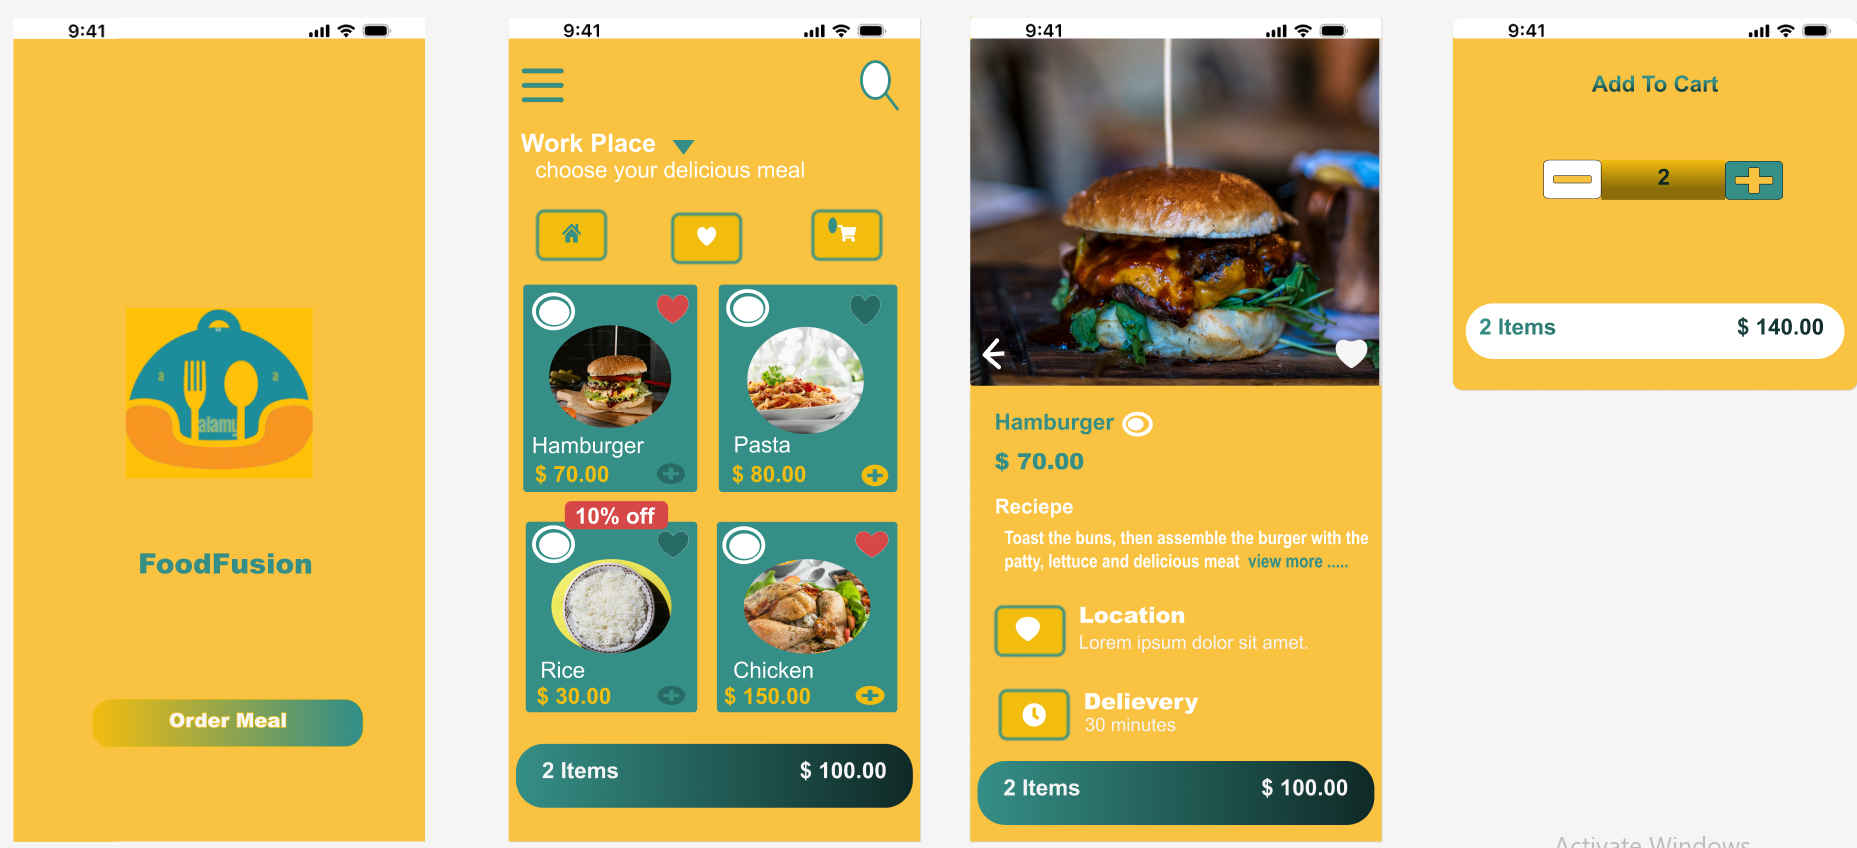 9:41
a a
alamy
FoodFusion
Order Meal
9:41
Work Place
choose your delicious meal
Hamburger
$ 70.00
Pasta
$ 80.00
10% off
Rice
$ 30.00
Chicken
$ 150.00
2 Items $ 100.00
9:41
Hamburger
$ 70.00
Reciepe
Toast the buns, then assemble the burger with the
patty, lettuce and delicious meat view more .....
Location
Lorem ipsum dolor sit amet.
Delievery
30 minutes
2 Items $ 100.00
9:41
Add To Cart
2
2 Items $ 140.00
Activate Windows